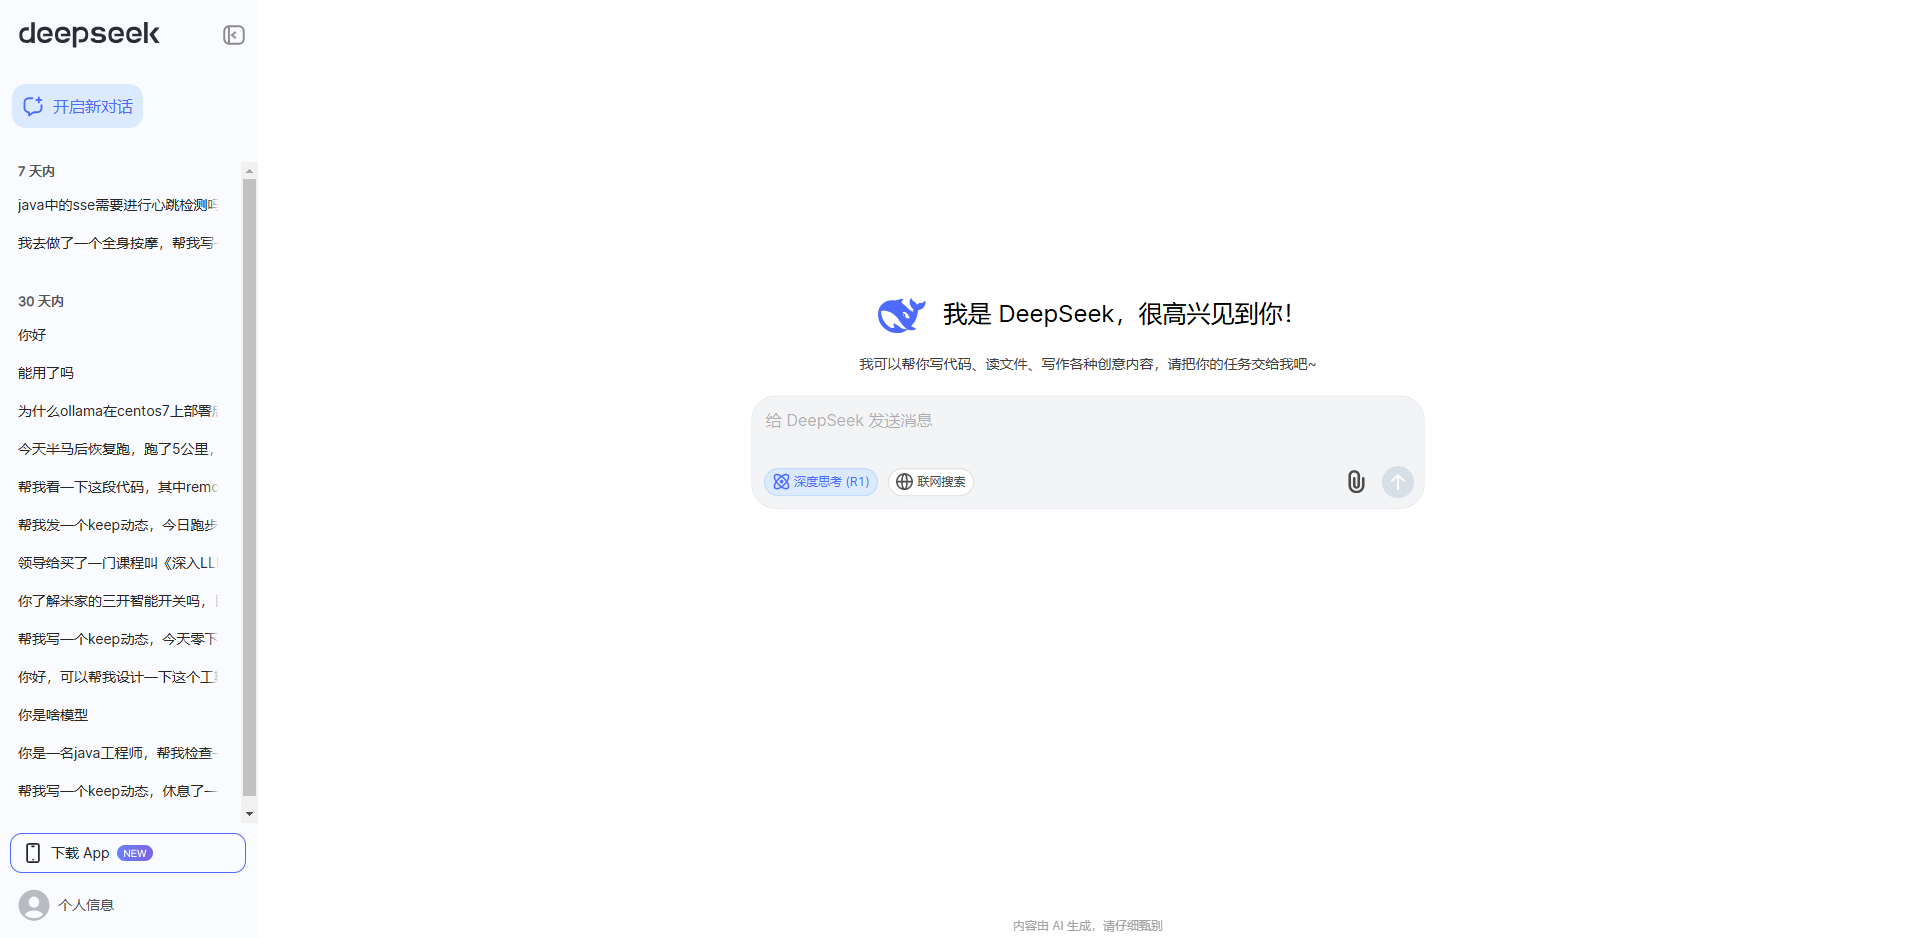 deepseek
开启新对话
7 天内
java中的sse需要进行心跳检测
我去做了一个全身按摩，帮我写
30 天内
你好
能用了吗
为什么ollama在centos7上部署
今天半马后恢复跑，跑了5公里，
帮我看一下这段代码，其中remo
帮我发一个keep动态，今日跑步
领导给买了一门课程叫《深入LL
你了解米家的三开智能开关吗，
帮我写一个keep动态，今天零下
你好，可以帮我设计一下这个工
你是啥模型
你是一名java工程师，帮我检查
帮我写一个keep动态，休息了一
下载 App NEW
个人信息
我是 DeepSeek，很高兴见到你！
我可以帮你写代码、读文件、写作各种创意内容，请把你的任务交给我吧~
给 DeepSeek 发送消息
深度思考 (R1) 联网搜索
内容由 AI 生成，请仔细甄别